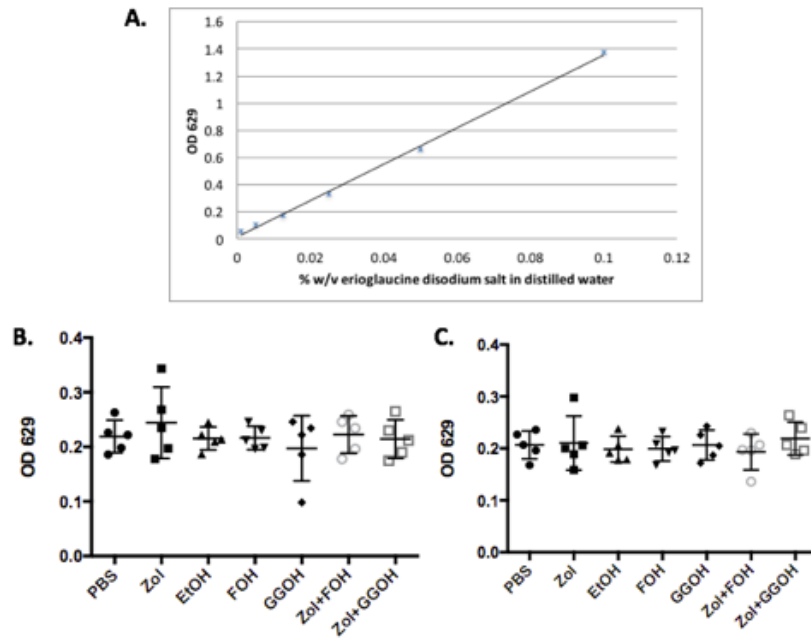 A.
1.6
1.4
1.2
1
0.8
0.6
0.4
0.2
0
OD 629
0 0.02 0.04 0.06 0.08 0.1 0.12
% w/v erioglaucine disodium salt in distilled water
B.
0.4
0.3
0.2
0.1
0.0
OD 629
PBS Zol EtOH FOH GGOH Zol+FOH Zol+GGOH
C.
0.4
0.3
0.2
0.1
0.0
OD 629
PBS Zol EtOH FOH GGOH Zol+FOH Zol+GGOH